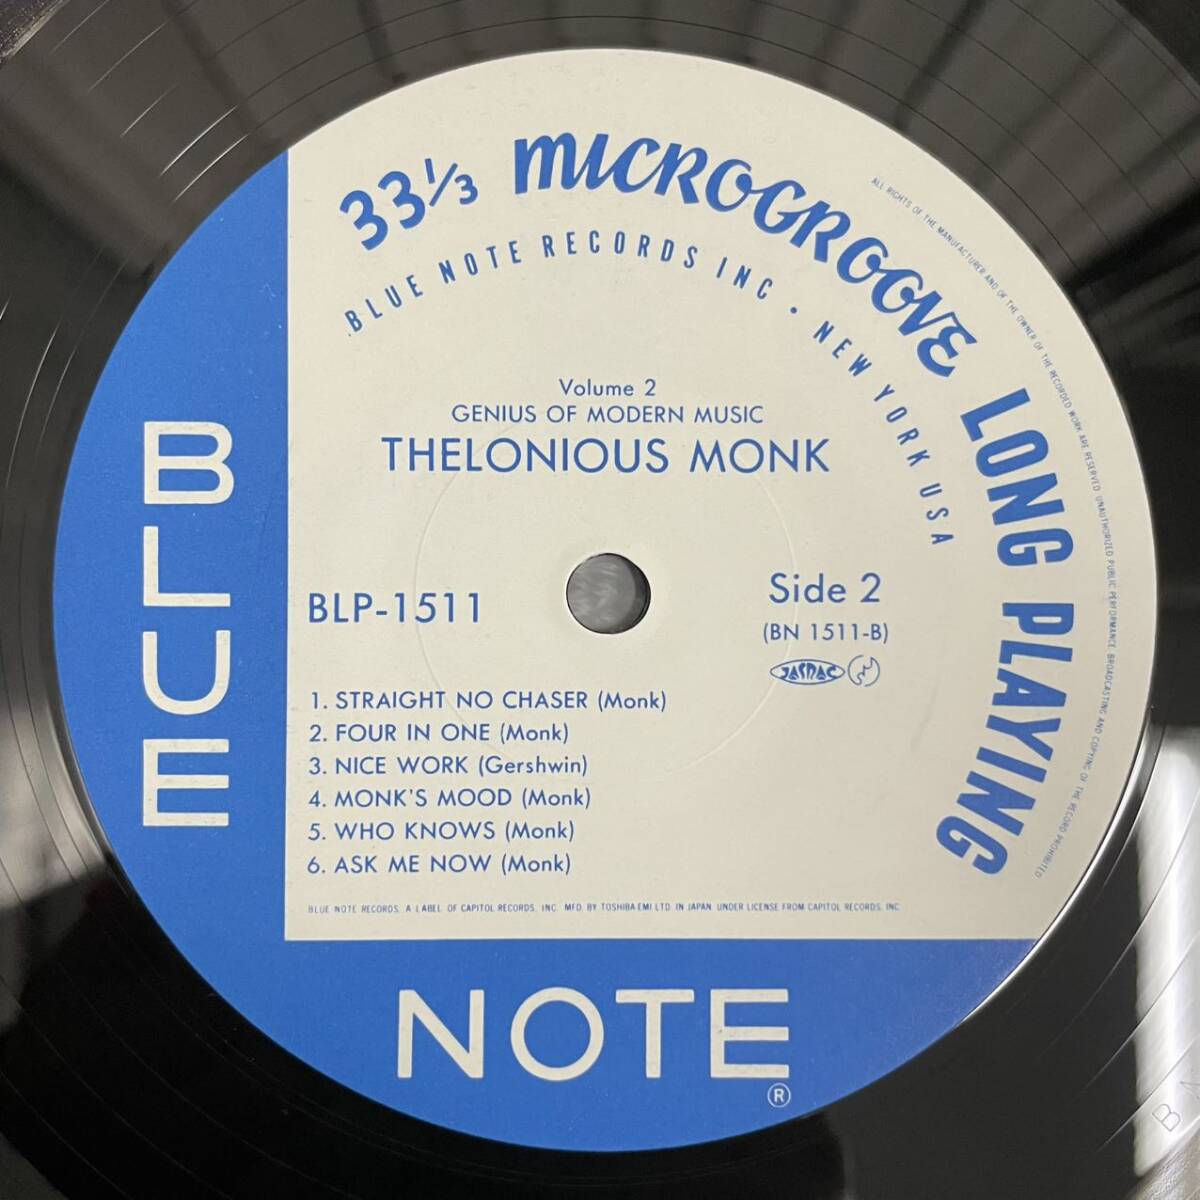 33⅓ MICROGROOVE LONG PLAYING
BLUE NOTE RECORDS INC • NEW YORK USA
ALL RIGHTS OF THE MANUFACTURER AND OF THE OWNER OF THE RECORDED WORK ARE RESERVED. UNAUTHORIZED PUBLIC PERFORMANCE, BROADCASTING AND COPYING OF THE RECORD PROHIBITED
Volume 2
GENIUS OF MODERN MUSIC
THELONIOUS MONK
BLP-1511
Side 2
(BN 1511-B)
JASRAC
1. STRAIGHT NO CHASER (Monk)
2. FOUR IN ONE (Monk)
3. NICE WORK (Gershwin)
4. MONK'S MOOD (Monk)
5. WHO KNOWS (Monk)
6. ASK ME NOW (Monk)
BLUE NOTE RECORDS, A LABEL OF CAPITOL RECORDS, INC. MFD. BY TOSHIBA-EMI LTD. IN JAPAN UNDER LICENSE FROM CAPITOL RECORDS, INC.
BLUE
NOTE
®